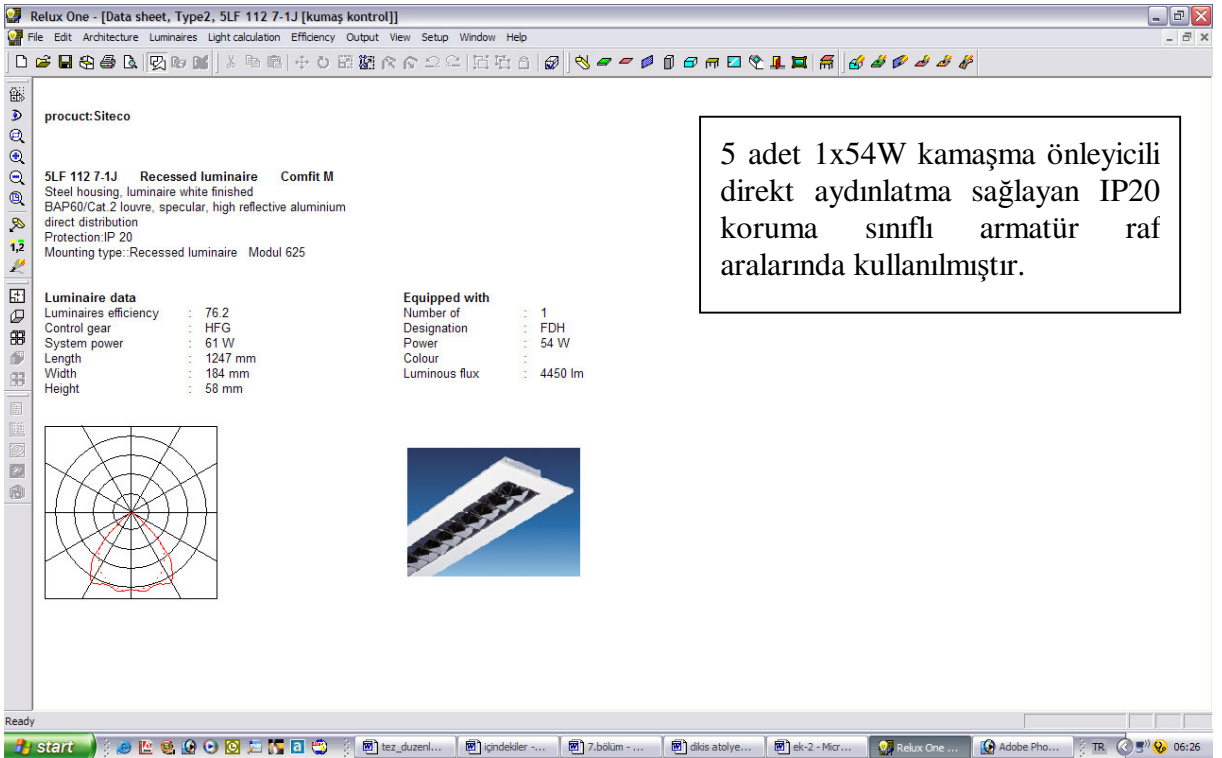 Relux One - [Data sheet, Type2, 5LF 112 7-1J [kumaş kontrol]]
File Edit Architecture Luminaires Light calculation Efficiency Output View Setup Window Help
1,2
procuct:Siteco
5LF 112 7-1J Recessed luminaire Comfit M
Steel housing, luminaire white finished
BAP60/Cat.2 louvre, specular, high reflective aluminium
direct distribution
Protection:IP 20
Mounting type::Recessed luminaire Modul 625
Luminaire data
Luminaires efficiency : 76.2
Control gear : HFG
System power : 61 W
Length : 1247 mm
Width : 184 mm
Height : 58 mm
Equipped with
Number of : 1
Designation : FDH
Power : 54 W
Colour :
Luminous flux : 4450 lm
5 adet 1x54W kamaşma önleyicili
direkt aydınlatma sağlayan IP20
koruma sınıflı armatür raf
aralarında kullanılmıştır.
Ready
start tez_duzenl... içindekiler -... 7.bölüm - ... dikis atolye... ek-2 - Micr... Relux One ... Adobe Pho... TR 06:26